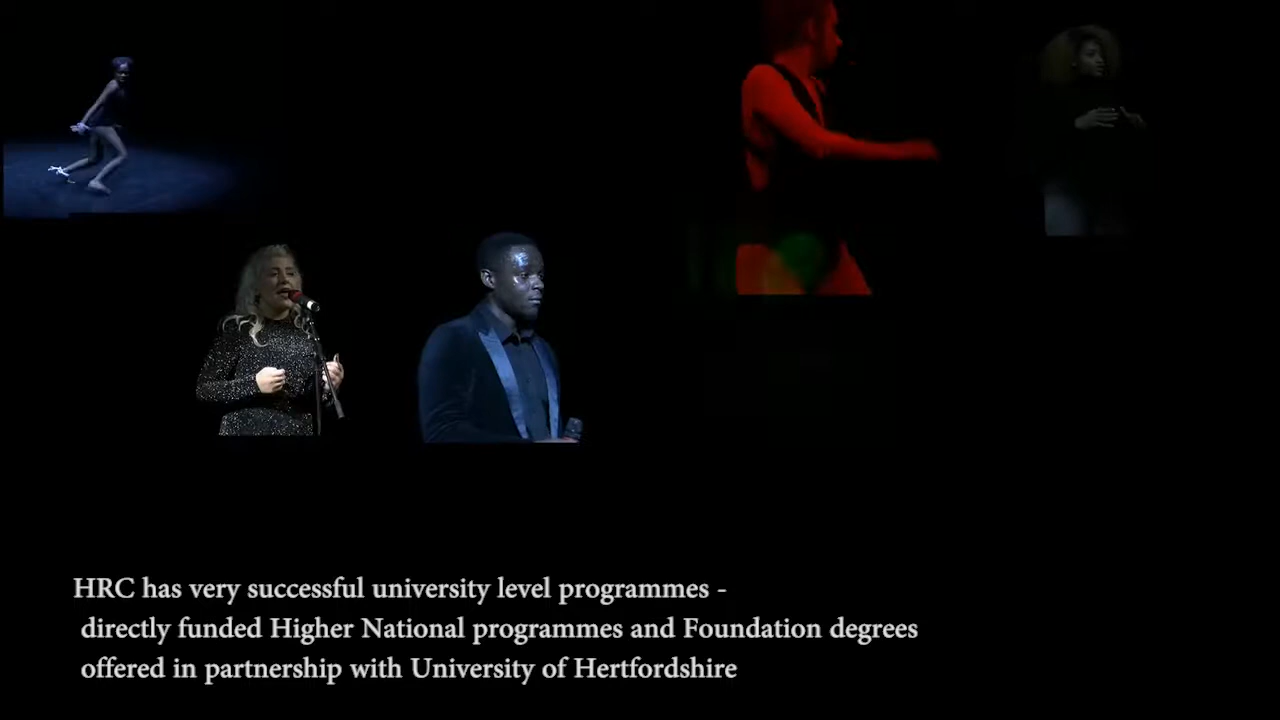 HRC has very successful university level programmes -
directly funded Higher National programmes and Foundation degrees
offered in partnership with University of Hertfordshire